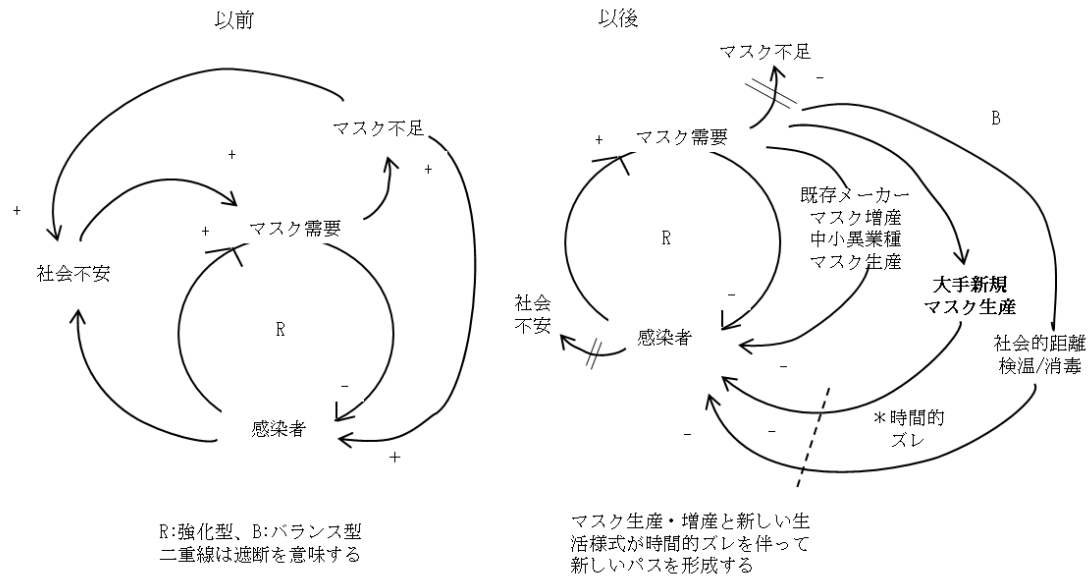 以前
マスク不足
+
+
+
マスク需要
+
社会不安
R
-
感染者
+
R:強化型、B:バランス型
二重線は遮断を意味する
以後
マスク不足
-
B
+
マスク需要
既存メーカー
マスク増産
中小異業種
マスク生産
R
大手新規
マスク生産
社会
不安
-
感染者
社会的距離
検温/消毒
-
*時間的
ズレ
-
-
マスク生産・増産と新しい生
活様式が時間的ズレを伴って
新しいパスを形成する